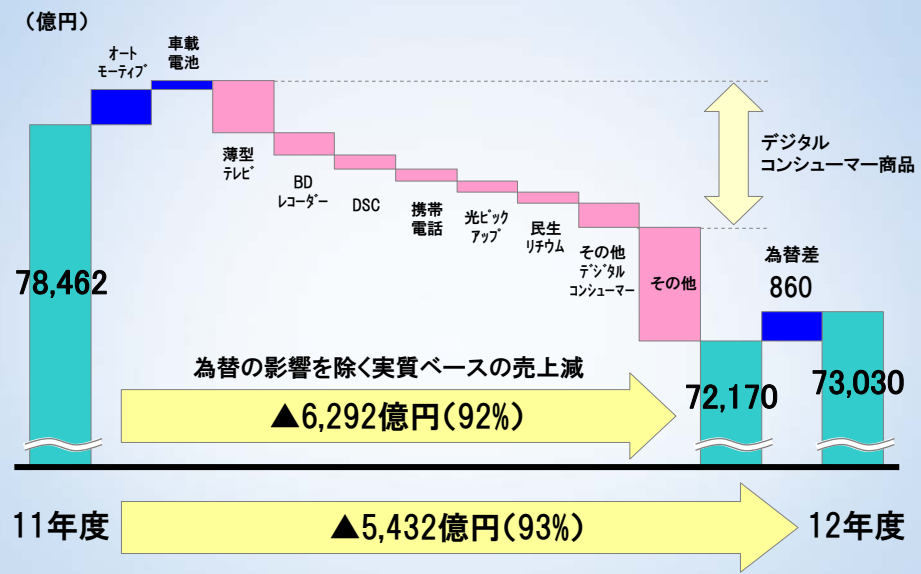 （億円）
ｵｰﾄ
ﾓｰﾃｨﾌﾞ
車載
電池
薄型
ﾃﾚﾋﾞ
BD
ﾚｺｰﾀﾞｰ
DSC
携帯
電話
光ﾋﾟｯｸ
ｱｯﾌﾟ
民生
ﾘﾁｳﾑ
その他
ﾃﾞｼﾞﾀﾙ
ｺﾝｼｭｰﾏｰ
その他
デジタル
コンシューマー商品
為替差
860
78,462
72,170
73,030
為替の影響を除く実質ベースの売上減
▲6,292億円（92%）
11年度
▲5,432億円（93%）
12年度